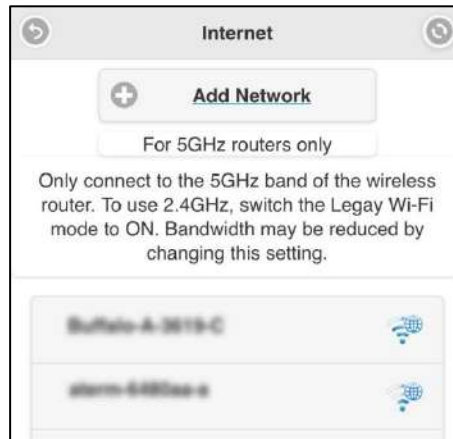 Internet
Add Network
For 5GHz routers only
Only connect to the 5GHz band of the wireless
router. To use 2.4GHz, switch the Legay Wi-Fi
mode to ON. Bandwidth may be reduced by
changing this setting.